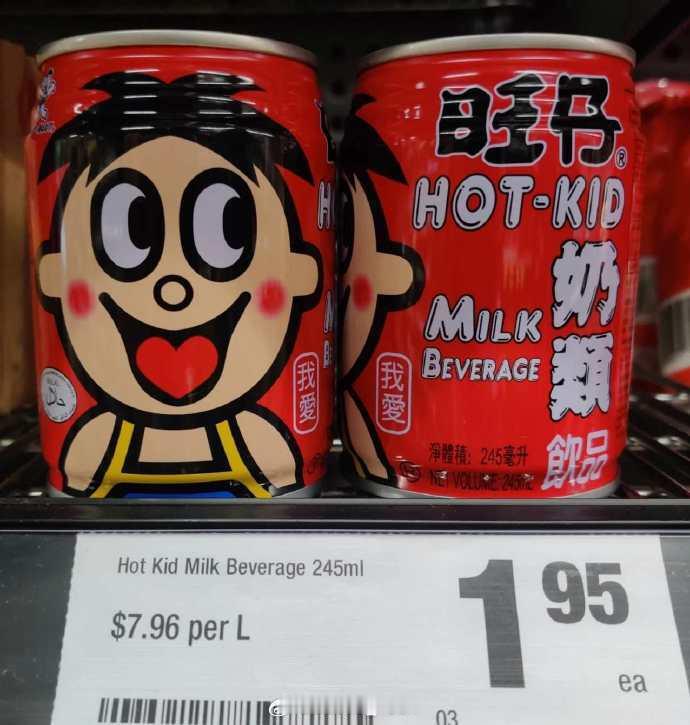 旺仔®
HOT-KID
MILK
BEVERAGE
奶類
飲品
我愛
我愛
淨體積: 245毫升
NET VOLUME: 245mL
Hot Kid Milk Beverage 245ml
$7.96 per L
1 95
ea
03